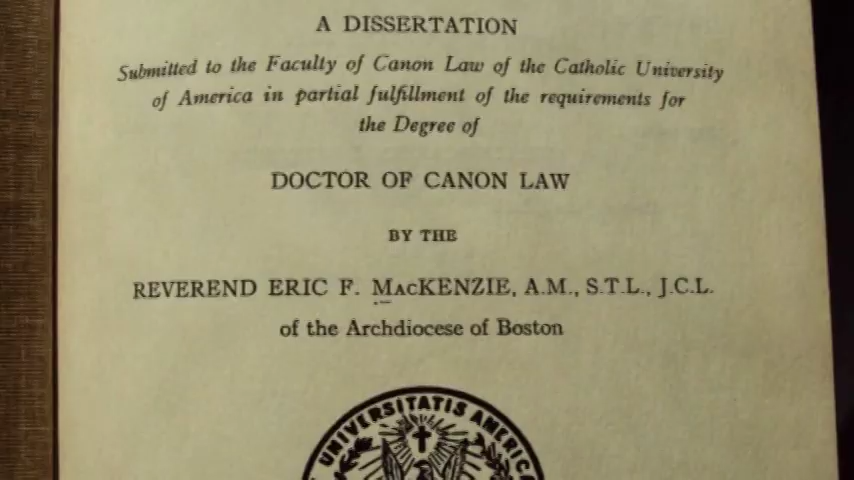 A DISSERTATION
Submitted to the Faculty of Canon Law of the Catholic University
of America in partial fulfillment of the requirements for
the Degree of
DOCTOR OF CANON LAW
BY THE
REVEREND ERIC F. MacKENZIE, A.M., S.T.L., J.C.L.
of the Archdiocese of Boston
UNIVERSITATIS AMERICA